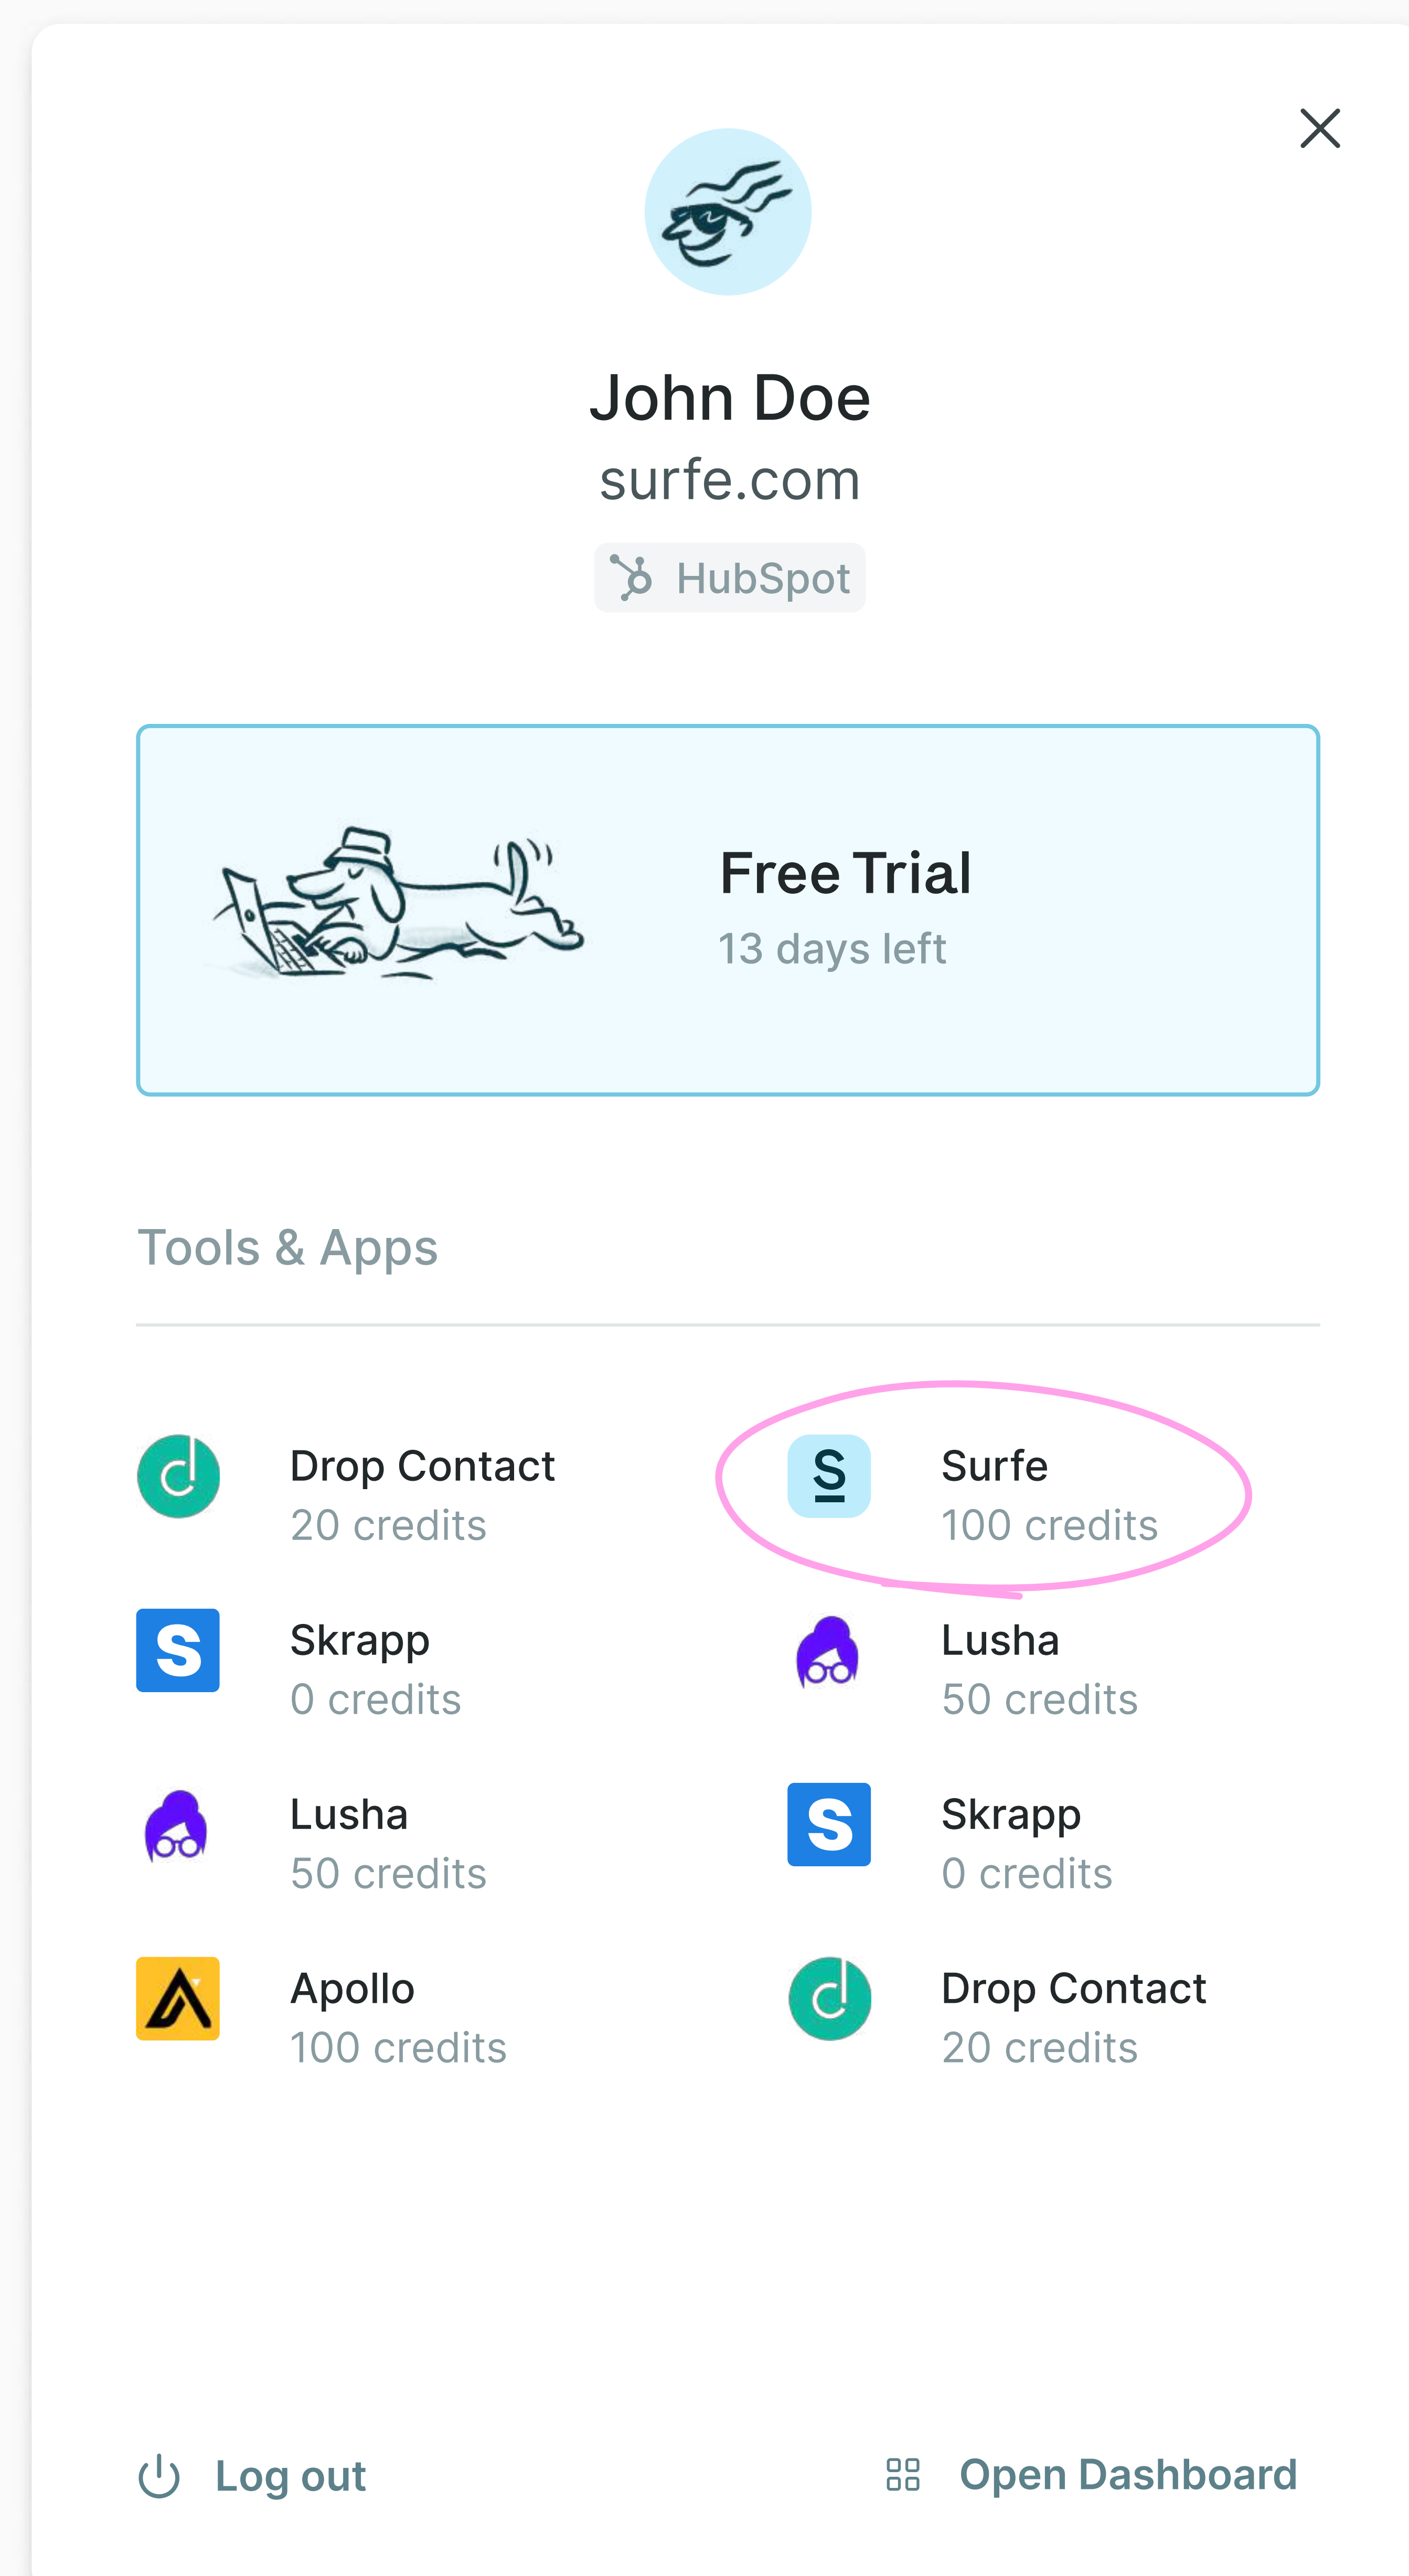 John Doe
surfe.com
HubSpot
Free Trial
13 days left
Tools & Apps
Drop Contact
20 credits
S
Surfe
100 credits
S
Skrapp
0 credits
Lusha
50 credits
Lusha
50 credits
S
Skrapp
0 credits
Apollo
100 credits
Drop Contact
20 credits
Log out
Open Dashboard